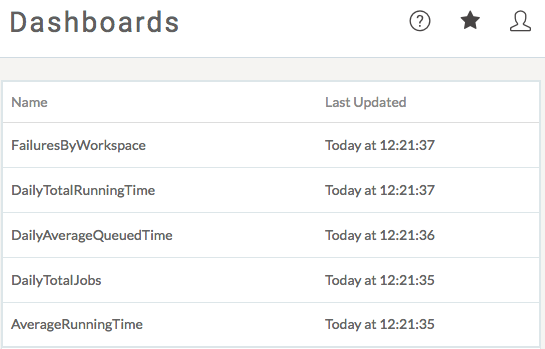 Dashboards
Name Last Updated
FailuresByWorkspace Today at 12:21:37
DailyTotalRunningTime Today at 12:21:37
DailyAverageQueuedTime Today at 12:21:36
DailyTotalJobs Today at 12:21:35
AverageRunningTime Today at 12:21:35